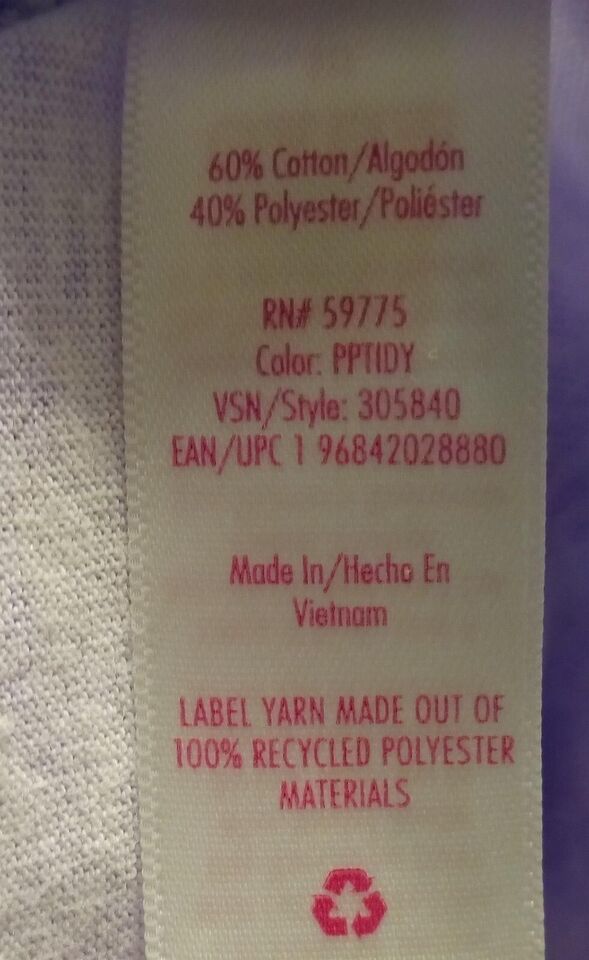 60% Cotton/Algodón
40% Polyester/Poliéster
RN# 59775
Color: PPTIDY
VSN/Style: 305840
EAN/UPC 1 96842028880
Made In/Hecho En
Vietnam
LABEL YARN MADE OUT OF
100% RECYCLED POLYESTER
MATERIALS